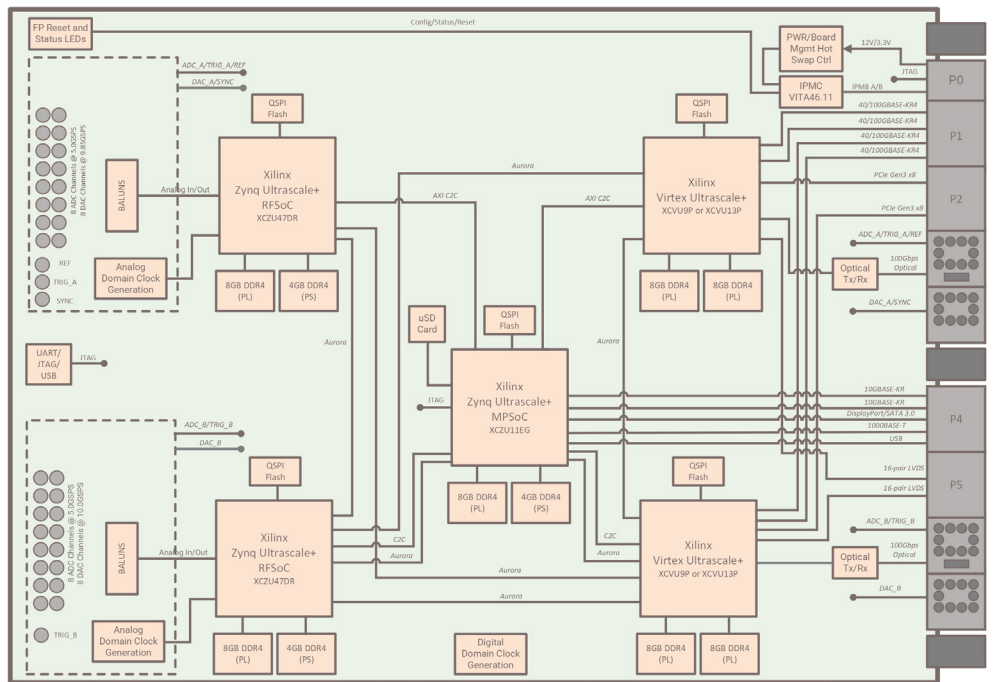 FP Reset and
Status LEDs
Config/Status/Reset
PWR/Board
Mgmt Hot
Swap Ctrl
12V/3.3V
JTAG
P0
IPMC
VITA46.11
IPMB A/B
ADC_A/TRIG_A/REF
DAC_A/SYNC
8 ADC Channels @ 5.0GSPS
8 DAC Channels @ 9.85GSPS
BALUNS
Analog In/Out
REF
TRIG_A
SYNC
Analog
Domain Clock
Generation
QSPI
Flash
Xilinx
Zynq Ultrascale+
RFSoC
XCZU47DR
8GB DDR4
(PL)
4GB DDR4
(PS)
Aurora
AXI C2C
AXI C2C
QSPI
Flash
Xilinx
Virtex Ultrascale+
XCVU9P or XCVU13P
8GB DDR4
(PL)
8GB DDR4
(PL)
40/100GBASE-KR4
40/100GBASE-KR4
40/100GBASE-KR4
40/100GBASE-KR4
P1
PCIe Gen3 x8
PCIe Gen3 x8
P2
ADC_A/TRIG_A/REF
Optical
Tx/Rx
100Gbps
Optical
DAC_A/SYNC
UART/
JTAG/
USB
JTAG
Aurora
Aurora
uSD
Card
QSPI
Flash
JTAG
Xilinx
Zynq Ultrascale+
MPSoC
XCZU11EG
8GB DDR4
(PL)
4GB DDR4
(PS)
10GBASE-KR
10GBASE-KR
DisplayPort/SATA 3.0
1000BASE-T
USB
P4
16-pair LVDS
16-pair LVDS
P5
ADC_B/TRIG_B
DAC_B
8 ADC Channels @ 5.0GSPS
8 DAC Channels @ 10.0GSPS
BALUNS
Analog In/Out
TRIG_B
Analog
Domain Clock
Generation
QSPI
Flash
Xilinx
Zynq Ultrascale+
RFSoC
XCZU47DR
8GB DDR4
(PL)
4GB DDR4
(PS)
C2C
Aurora
C2C
Aurora
Aurora
Aurora
QSPI
Flash
Xilinx
Virtex Ultrascale+
XCVU9P or XCVU13P
8GB DDR4
(PL)
8GB DDR4
(PL)
ADC_B/TRIG_B
Optical
Tx/Rx
100Gbps
Optical
DAC_B
Digital
Domain Clock
Generation